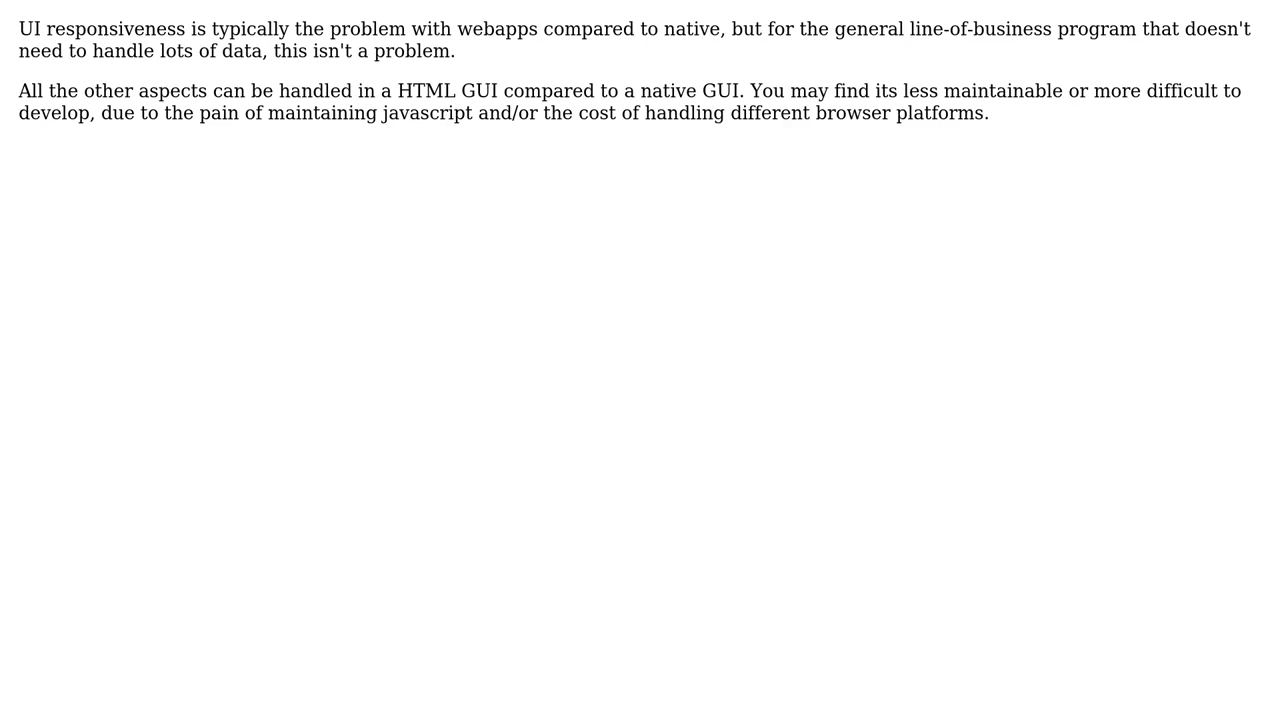 UI responsiveness is typically the problem with webapps compared to native, but for the general line-of-business program that doesn't
need to handle lots of data, this isn't a problem.
All the other aspects can be handled in a HTML GUI compared to a native GUI. You may find its less maintainable or more difficult to
develop, due to the pain of maintaining javascript and/or the cost of handling different browser platforms.